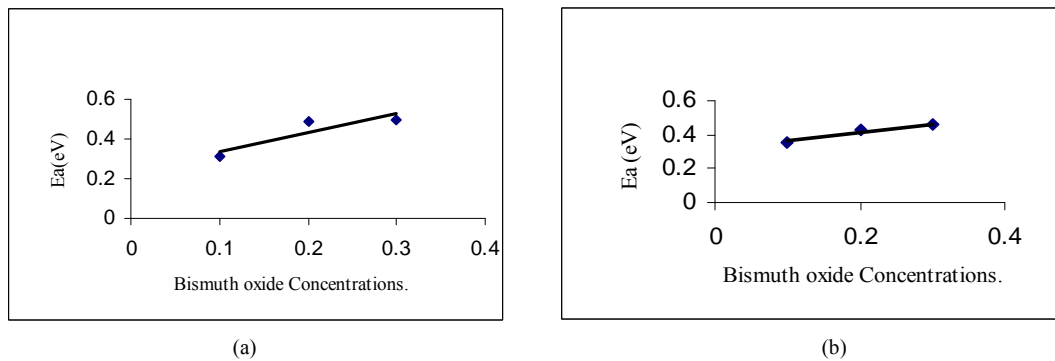 0.6
0.4
0.2
0
Ea(eV)
0 0.1 0.2 0.3 0.4
Bismuth oxide Concentrations.
(a)
0.6
0.4
0.2
0
Ea (eV)
0 0.2 0.4
Bismuth oxide Concentrations.
(b)